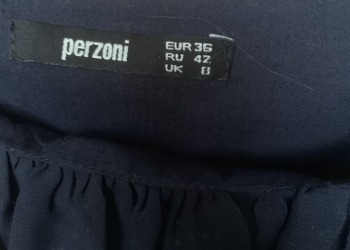 perzoni
EUR 36
RU 42
UK 8